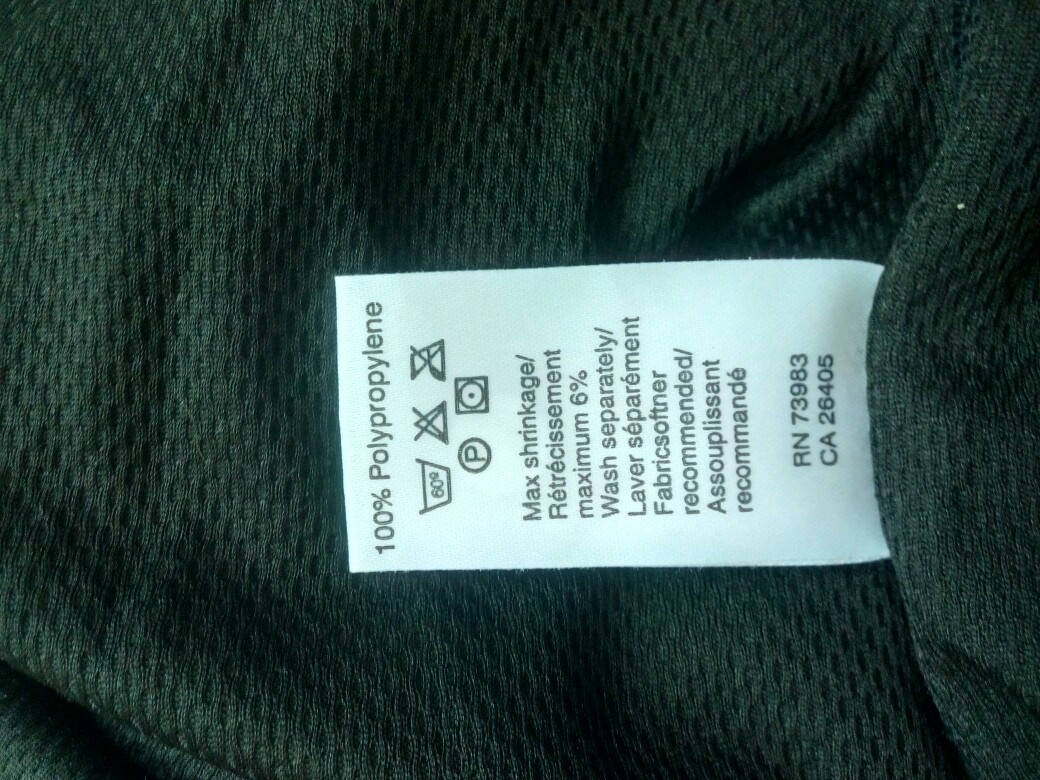 100% Polypropylene
60º
P
Max shrinkage/
Rétrécissement
maximum 6%
Wash separately/
Laver séparément
Fabricsoftner
recommended/
Assouplissant
recommandé
RN 73983
CA 26405